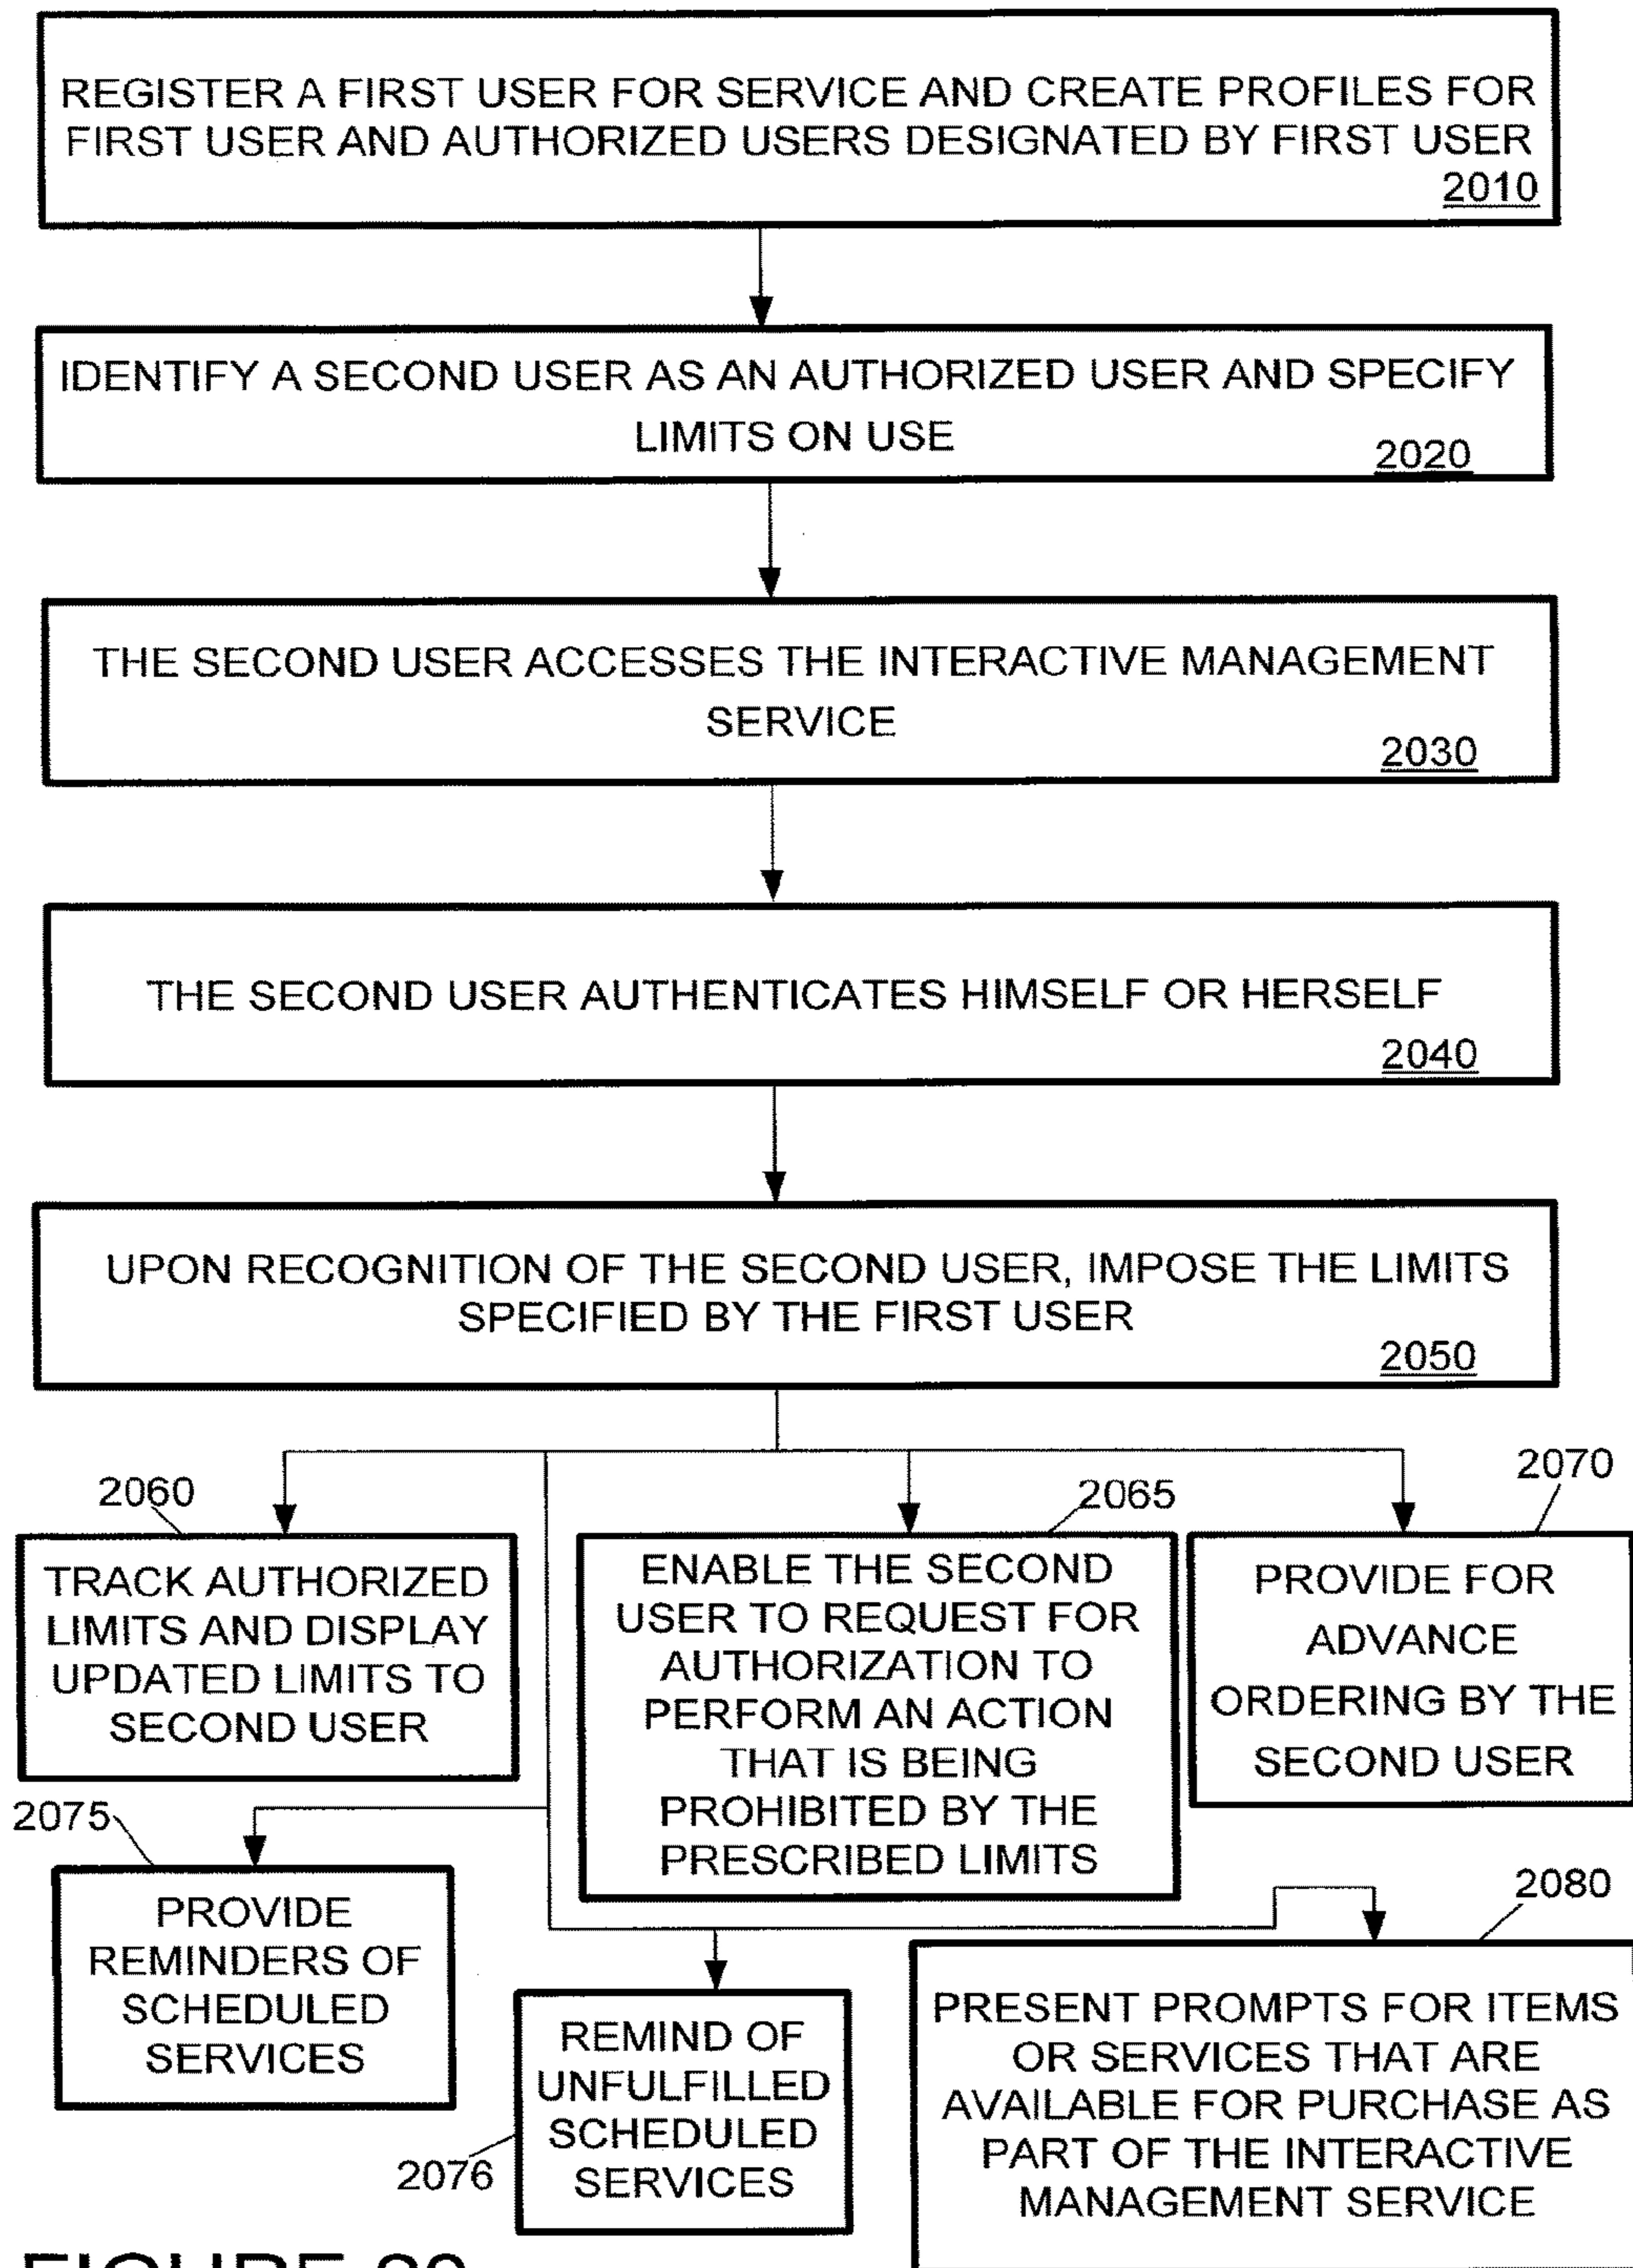 REGISTER A FIRST USER FOR SERVICE AND CREATE PROFILES FOR
FIRST USER AND AUTHORIZED USERS DESIGNATED BY FIRST USER
2010
IDENTIFY A SECOND USER AS AN AUTHORIZED USER AND SPECIFY
LIMITS ON USE
2020
THE SECOND USER ACCESSES THE INTERACTIVE MANAGEMENT
SERVICE
2030
THE SECOND USER AUTHENTICATES HIMSELF OR HERSELF
2040
UPON RECOGNITION OF THE SECOND USER, IMPOSE THE LIMITS
SPECIFIED BY THE FIRST USER
2050
2060
TRACK AUTHORIZED
LIMITS AND DISPLAY
UPDATED LIMITS TO
SECOND USER
2065
ENABLE THE SECOND
USER TO REQUEST FOR
AUTHORIZATION TO
PERFORM AN ACTION
THAT IS BEING
PROHIBITED BY THE
PRESCRIBED LIMITS
2070
PROVIDE FOR
ADVANCE
ORDERING BY THE
SECOND USER
2075
PROVIDE
REMINDERS OF
SCHEDULED
SERVICES
2076
REMIND OF
UNFULFILLED
SCHEDULED
SERVICES
2080
PRESENT PROMPTS FOR ITEMS
OR SERVICES THAT ARE
AVAILABLE FOR PURCHASE AS
PART OF THE INTERACTIVE
MANAGEMENT SERVICE
FIGURE